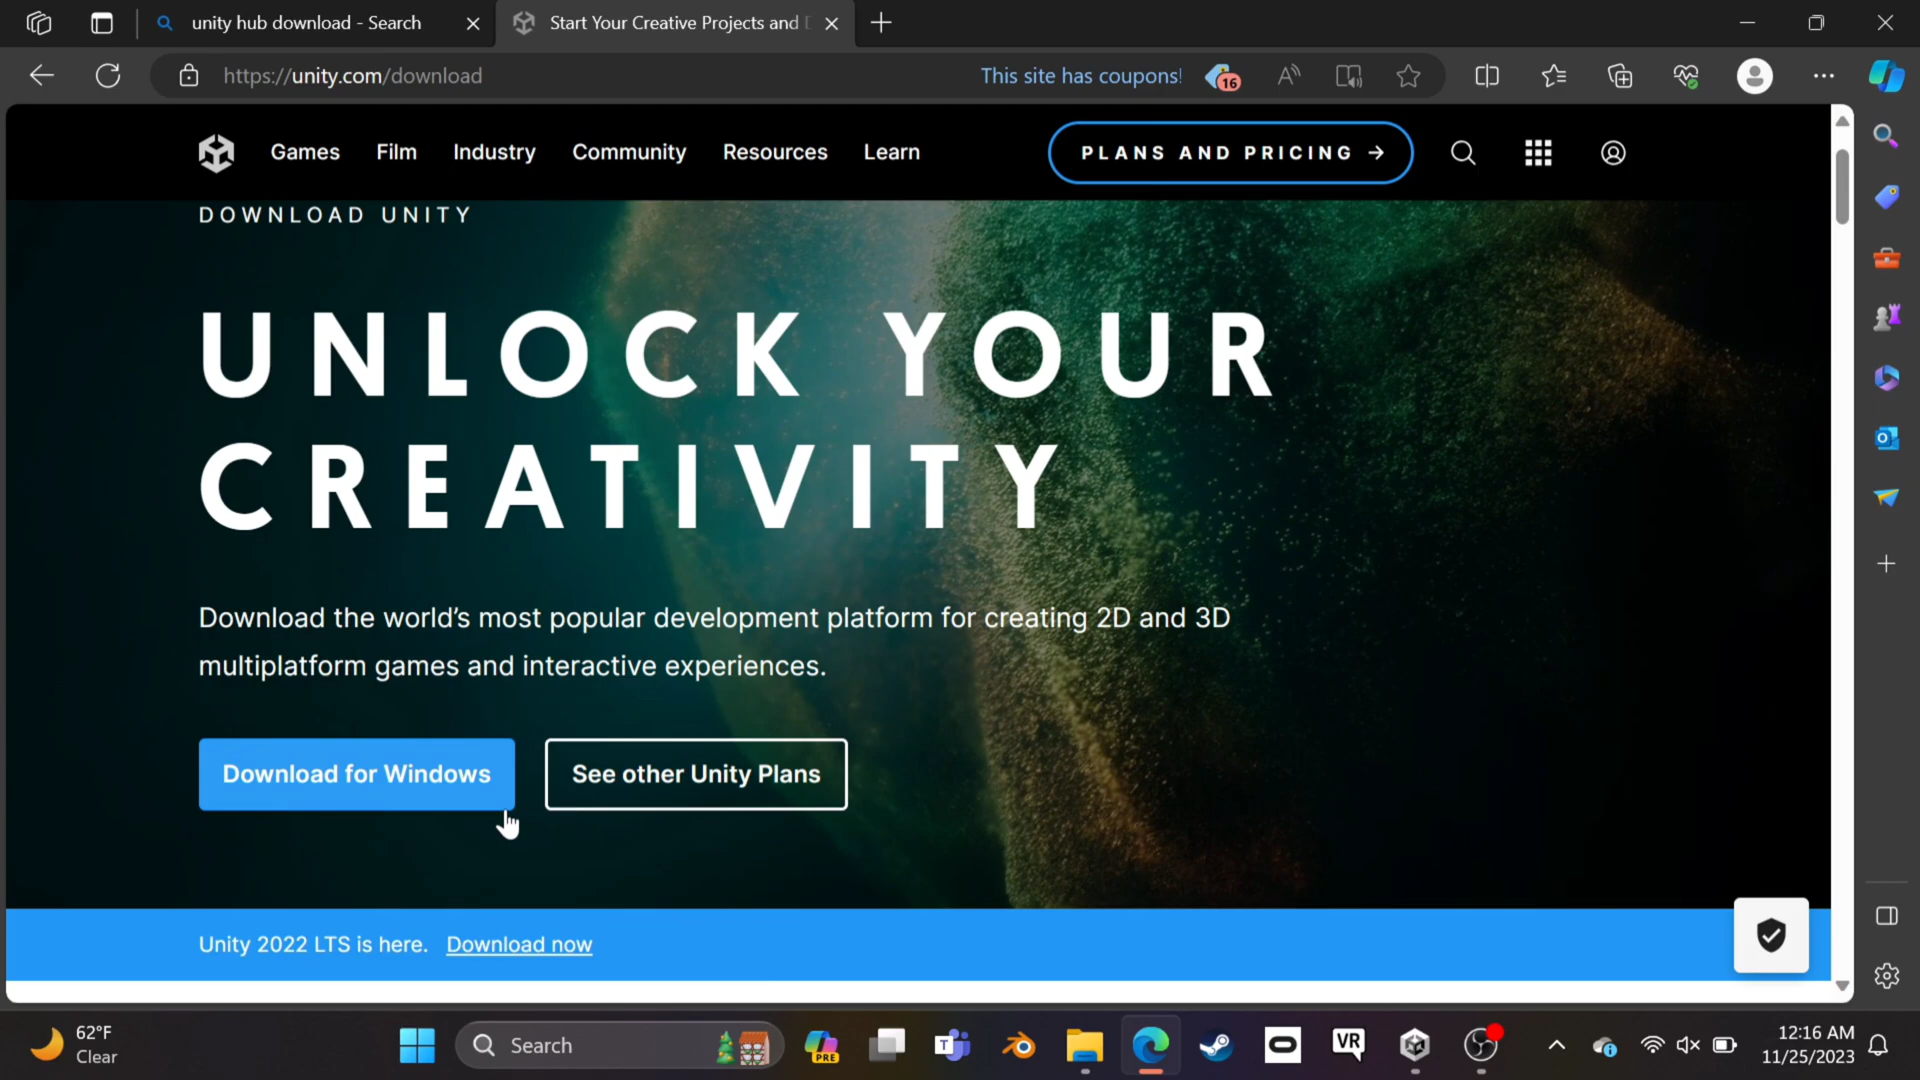 unity hub download - Search
Start Your Creative Projects and
https://unity.com/download
This site has coupons!
16
Games Film Industry Community Resources Learn
PLANS AND PRICING →
DOWNLOAD UNITY
UNLOCK YOUR
CREATIVITY
Download the world's most popular development platform for creating 2D and 3D
multiplatform games and interactive experiences.
Download for Windows
See other Unity Plans
Unity 2022 LTS is here. Download now
62°F
Clear
Search
PRE
VR
12:16 AM
11/25/2023